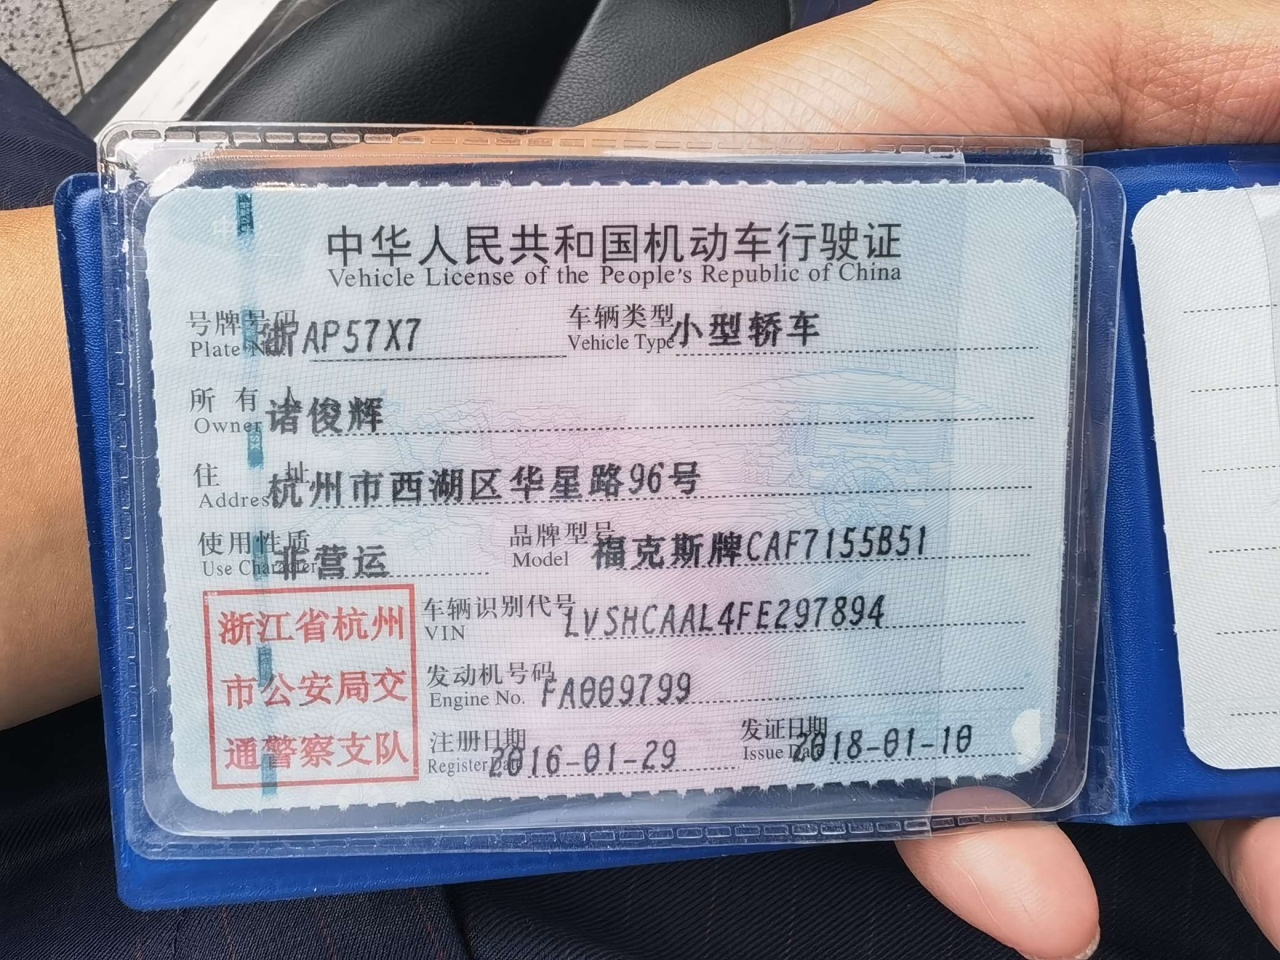 中华人民共和国机动车行驶证
Vehicle License of the People's Republic of China
号牌号码 浙AP57X7 车辆类型 小型轿车
Plate No. Vehicle Type
所有人 诸俊辉
Owner
住址 杭州市西湖区华星路96号
Address
使用性质 非营运 品牌型号 福克斯牌CAF7155B51
Use Character Model
车辆识别代号 LVSHCAAL4FE297894
VIN
发动机号码 FA009799
Engine No.
注册日期 2016-01-29 发证日期 2018-01-10
Register Date Issue Date
浙江省杭州
市公安局交
通警察支队